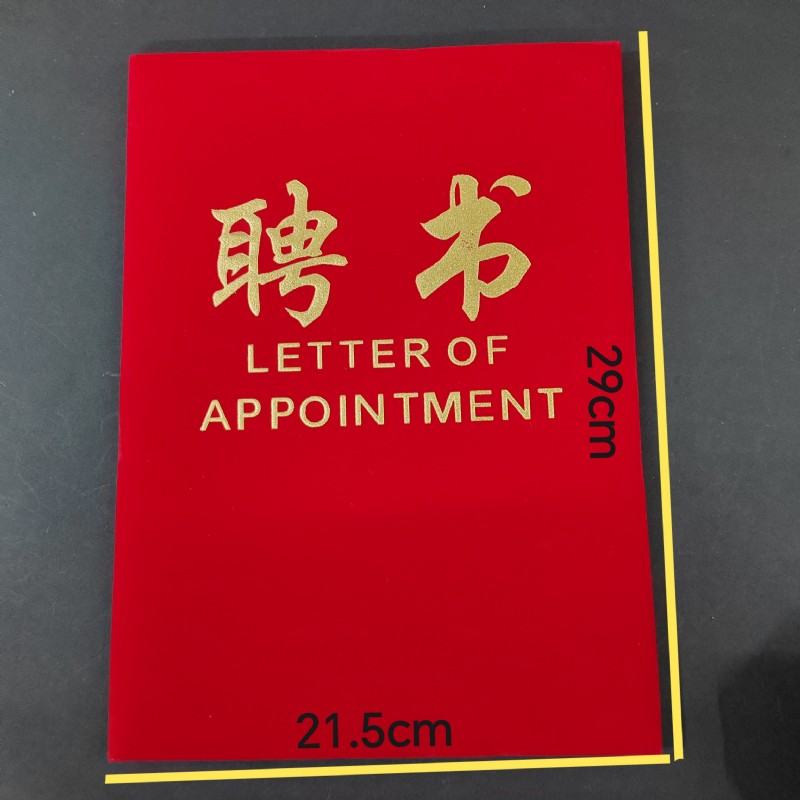 聘书
LETTER OF
APPOINTMENT
29cm
21.5cm